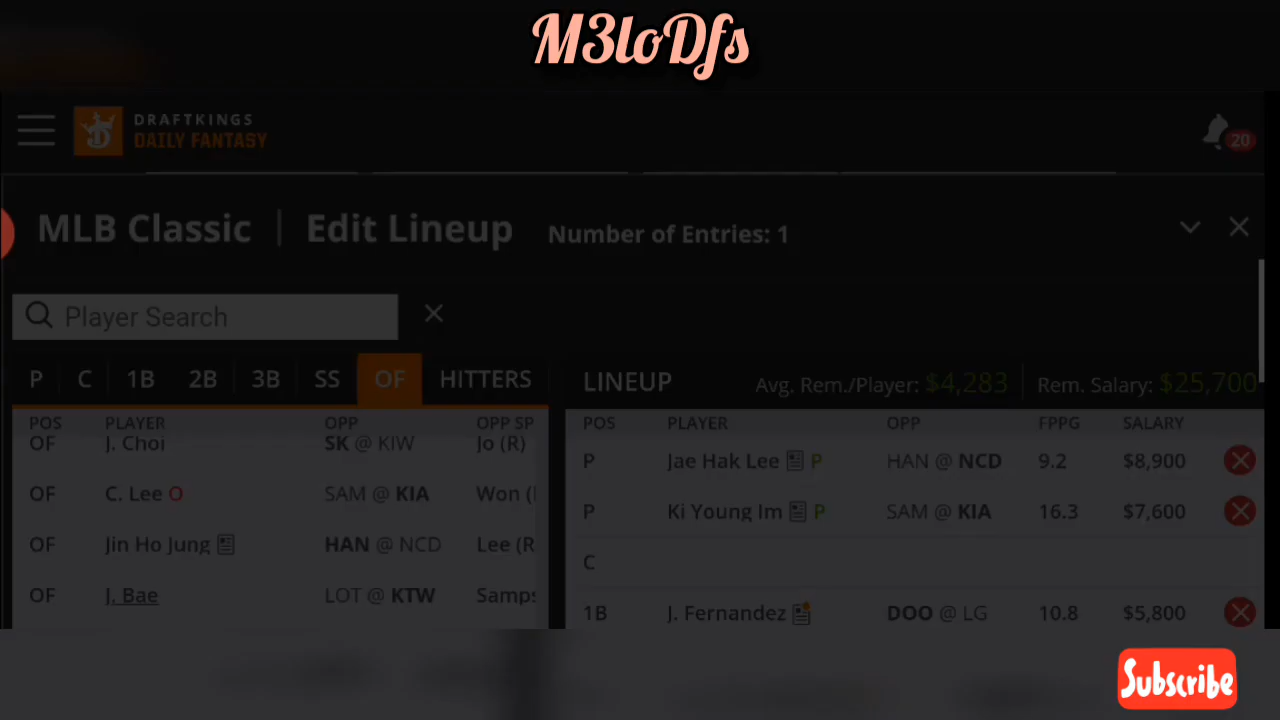 M3loDfs
DRAFTKINGS
DAILY FANTASY
20
MLB Classic | Edit Lineup Number of Entries: 1
Player Search
P C 1B 2B 3B SS OF HITTERS
LINEUP Avg. Rem./Player: $4,283 Rem. Salary: $25,700
POS PLAYER OPP OPP SP
OF J. Choi SK @ KIW Jo (R)
OF C. Lee O SAM @ KIA Won (
OF Jin Ho Jung HAN @ NCD Lee (R
OF J. Bae LOT @ KTW Samps
POS PLAYER OPP FPPG SALARY
P Jae Hak Lee P HAN @ NCD 9.2 $8,900
P Ki Young Im P SAM @ KIA 16.3 $7,600
C
1B J. Fernandez DOO @ LG 10.8 $5,800
Subscribe